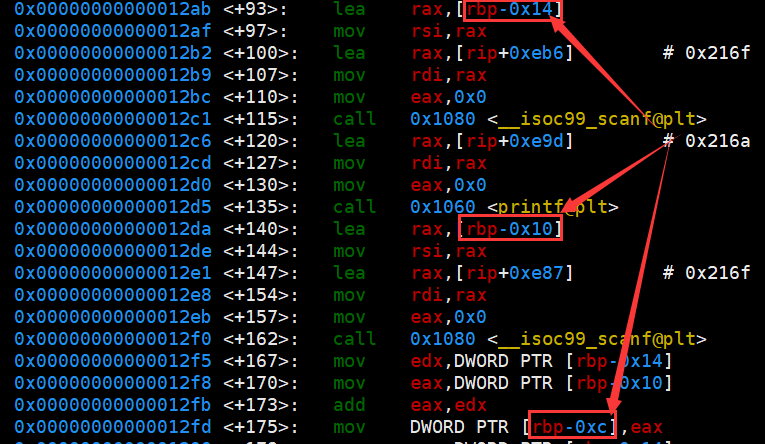 0x00000000000012ab <+93>: lea rax,[rbp-0x14]
0x00000000000012af <+97>: mov rsi,rax
0x00000000000012b2 <+100>: lea rax,[rip+0xeb6] # 0x216f
0x00000000000012b9 <+107>: mov rdi,rax
0x00000000000012bc <+110>: mov eax,0x0
0x00000000000012c1 <+115>: call 0x1080 <__isoc99_scanf@plt>
0x00000000000012c6 <+120>: lea rax,[rip+0xe9d] # 0x216a
0x00000000000012cd <+127>: mov rdi,rax
0x00000000000012d0 <+130>: mov eax,0x0
0x00000000000012d5 <+135>: call 0x1060 <printf@plt>
0x00000000000012da <+140>: lea rax,[rbp-0x10]
0x00000000000012de <+144>: mov rsi,rax
0x00000000000012e1 <+147>: lea rax,[rip+0xe87] # 0x216f
0x00000000000012e8 <+154>: mov rdi,rax
0x00000000000012eb <+157>: mov eax,0x0
0x00000000000012f0 <+162>: call 0x1080 <__isoc99_scanf@plt>
0x00000000000012f5 <+167>: mov edx,DWORD PTR [rbp-0x14]
0x00000000000012f8 <+170>: mov eax,DWORD PTR [rbp-0x10]
0x00000000000012fb <+173>: add eax,edx
0x00000000000012fd <+175>: mov DWORD PTR [rbp-0xc],eax